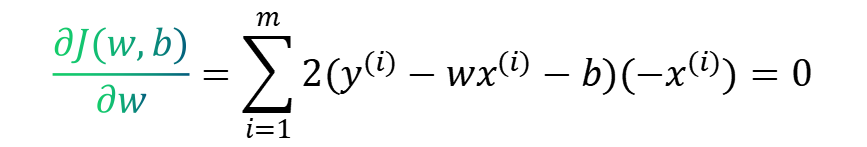 ∂J(w, b)/∂w = ∑_{i=1}^{m} 2(y^{(i)} − wx^{(i)} − b)(−x^{(i)}) = 0